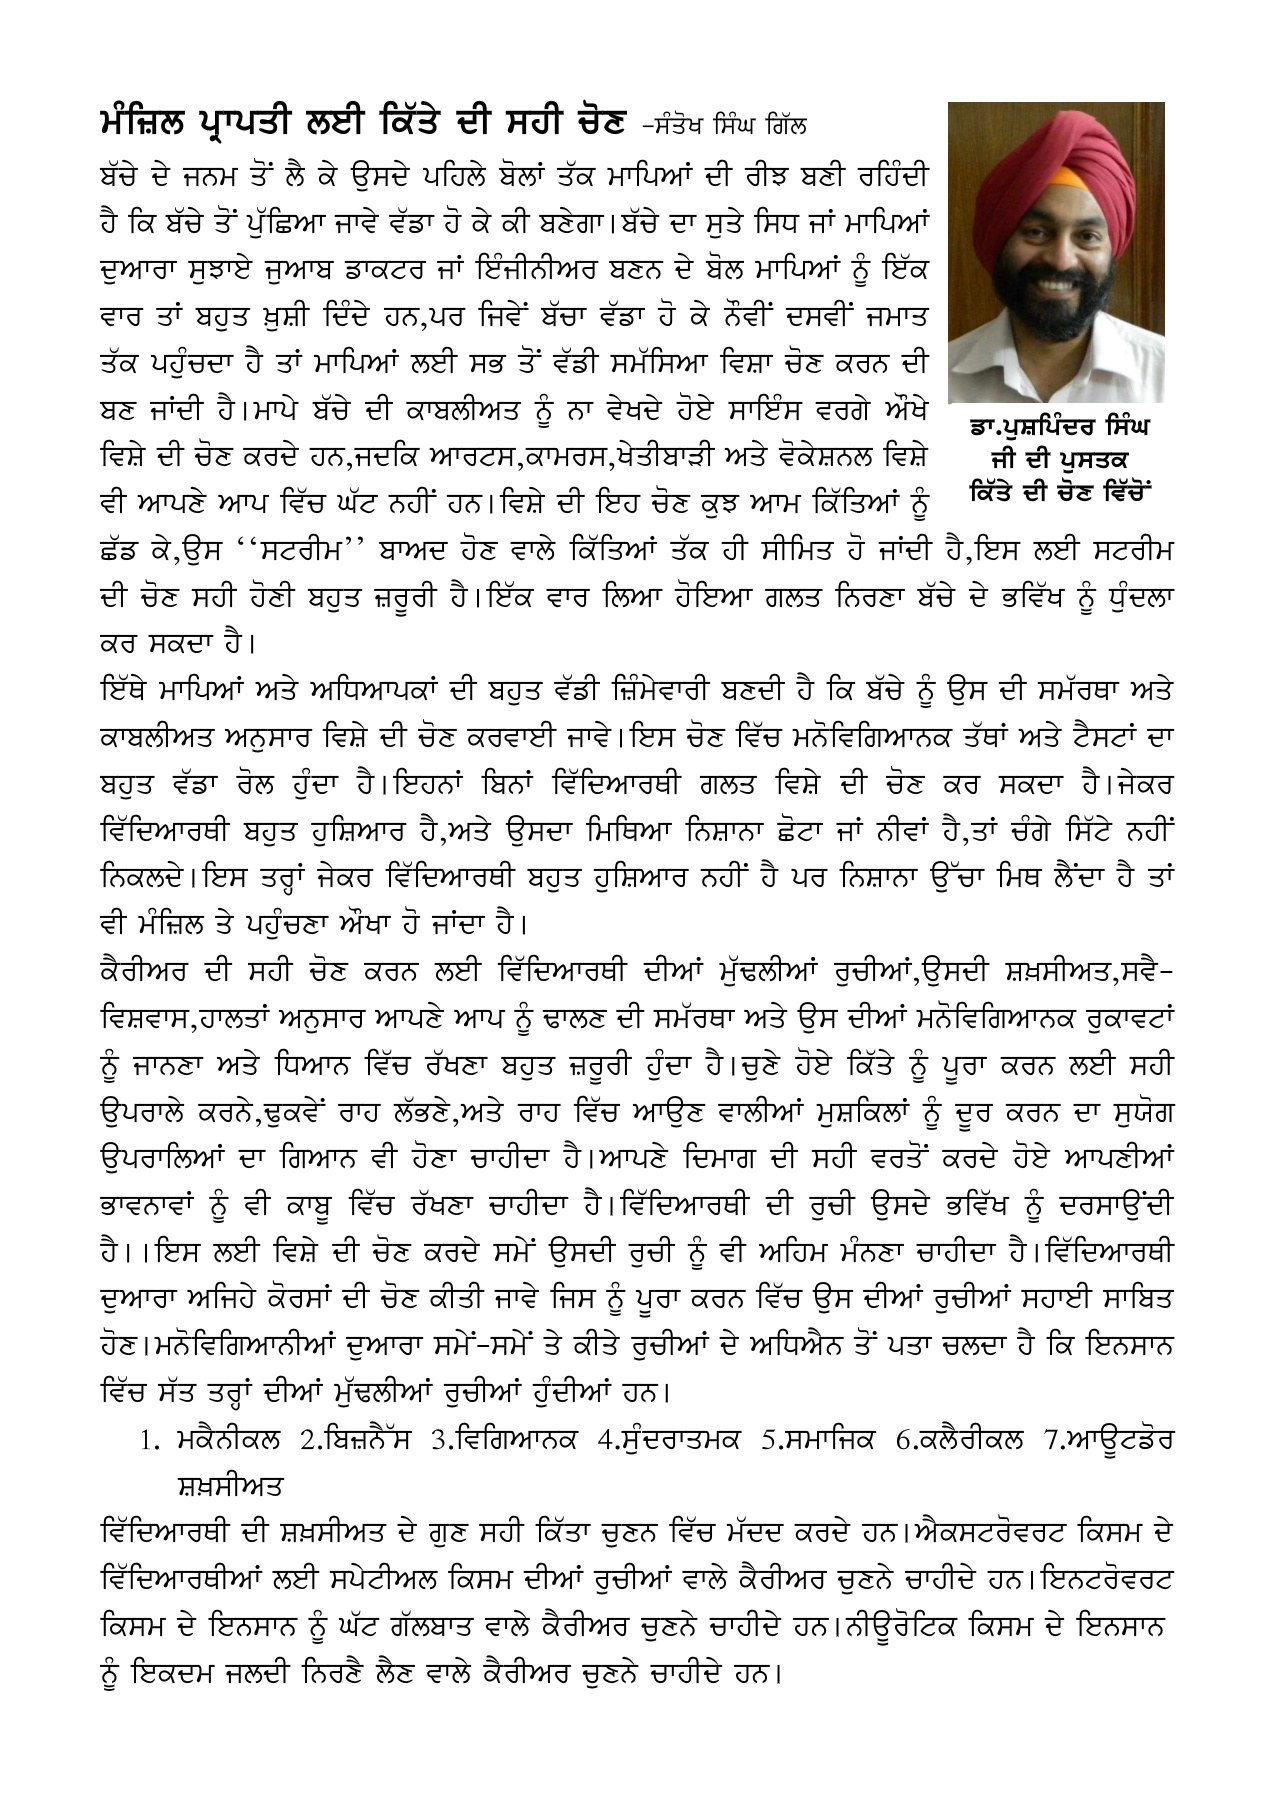 ਮੰਜ਼ਿਲ ਪ੍ਰਾਪਤੀ ਲਈ ਕਿੱਤੇ ਦੀ ਸਹੀ ਚੋਣ -ਸੰਤੋਖ ਸਿੰਘ ਗਿੱਲ
ਬੱਚੇ ਦੇ ਜਨਮ ਤੋਂ ਲੈ ਕੇ ਉਸਦੇ ਪਹਿਲੇ ਬੋਲਾਂ ਤੱਕ ਮਾਪਿਆਂ ਦੀ ਰੀਝ ਬਣੀ ਰਹਿੰਦੀ
ਹੈ ਕਿ ਬੱਚੇ ਤੋਂ ਪੁੱਛਿਆ ਜਾਵੇ ਵੱਡਾ ਹੋ ਕੇ ਕੀ ਬਣੇਗਾ।ਬੱਚੇ ਦਾ ਸੁਤੇ ਸਿਧ ਜਾਂ ਮਾਪਿਆਂ
ਦੁਆਰਾ ਸੁਝਾਏ ਜੁਆਬ ਡਾਕਟਰ ਜਾਂ ਇੰਜੀਨੀਅਰ ਬਣਨ ਦੇ ਬੋਲ ਮਾਪਿਆਂ ਨੂੰ ਇੱਕ
ਵਾਰ ਤਾਂ ਬਹੁਤ ਖ਼ੁਸ਼ੀ ਦਿੰਦੇ ਹਨ,ਪਰ ਜਿਵੇਂ ਬੱਚਾ ਵੱਡਾ ਹੋ ਕੇ ਨੌਵੀਂ ਦਸਵੀਂ ਜਮਾਤ
ਤੱਕ ਪਹੁੰਚਦਾ ਹੈ ਤਾਂ ਮਾਪਿਆਂ ਲਈ ਸਭ ਤੋਂ ਵੱਡੀ ਸਮੱਸਿਆ ਵਿਸ਼ਾ ਚੋਣ ਕਰਨ ਦੀ
ਬਣ ਜਾਂਦੀ ਹੈ।ਮਾਪੇ ਬੱਚੇ ਦੀ ਕਾਬਲੀਅਤ ਨੂੰ ਨਾ ਵੇਖਦੇ ਹੋਏ ਸਾਇੰਸ ਵਰਗੇ ਔਖੇ
ਵਿਸ਼ੇ ਦੀ ਚੋਣ ਕਰਦੇ ਹਨ,ਜਦਕਿ ਆਰਟਸ,ਕਾਮਰਸ,ਖੇਤੀਬਾੜੀ ਅਤੇ ਵੋਕੇਸ਼ਨਲ ਵਿਸ਼ੇ
ਵੀ ਆਪਣੇ ਆਪ ਵਿੱਚ ਘੱਟ ਨਹੀਂ ਹਨ।ਵਿਸ਼ੇ ਦੀ ਇਹ ਚੋਣ ਕੁਝ ਆਮ ਕਿੱਤਿਆਂ ਨੂੰ
ਡਾ.ਪੁਸ਼ਪਿੰਦਰ ਸਿੰਘ
ਜੀ ਦੀ ਪੁਸਤਕ
ਕਿੱਤੇ ਦੀ ਚੋਣ ਵਿੱਚੋਂ
ਛੱਡ ਕੇ,ਉਸ ‘‘ਸਟਰੀਮ’’ ਬਾਅਦ ਹੋਣ ਵਾਲੇ ਕਿੱਤਿਆਂ ਤੱਕ ਹੀ ਸੀਮਿਤ ਹੋ ਜਾਂਦੀ ਹੈ,ਇਸ ਲਈ ਸਟਰੀਮ
ਦੀ ਚੋਣ ਸਹੀ ਹੋਣੀ ਬਹੁਤ ਜ਼ਰੂਰੀ ਹੈ।ਇੱਕ ਵਾਰ ਲਿਆ ਹੋਇਆ ਗਲਤ ਨਿਰਣਾ ਬੱਚੇ ਦੇ ਭਵਿੱਖ ਨੂੰ ਧੁੰਦਲਾ
ਕਰ ਸਕਦਾ ਹੈ।
ਇੱਥੇ ਮਾਪਿਆਂ ਅਤੇ ਅਧਿਆਪਕਾਂ ਦੀ ਬਹੁਤ ਵੱਡੀ ਜ਼ਿੰਮੇਵਾਰੀ ਬਣਦੀ ਹੈ ਕਿ ਬੱਚੇ ਨੂੰ ਉਸ ਦੀ ਸਮੱਰਥਾ ਅਤੇ
ਕਾਬਲੀਅਤ ਅਨੁਸਾਰ ਵਿਸ਼ੇ ਦੀ ਚੋਣ ਕਰਵਾਈ ਜਾਵੇ।ਇਸ ਚੋਣ ਵਿੱਚ ਮਨੋਵਿਗਿਆਨਕ ਤੱਥਾਂ ਅਤੇ ਟੈਸਟਾਂ ਦਾ
ਬਹੁਤ ਵੱਡਾ ਰੋਲ ਹੁੰਦਾ ਹੈ।ਇਹਨਾਂ ਬਿਨਾਂ ਵਿੱਦਿਆਰਥੀ ਗਲਤ ਵਿਸ਼ੇ ਦੀ ਚੋਣ ਕਰ ਸਕਦਾ ਹੈ।ਜੇਕਰ
ਵਿੱਦਿਆਰਥੀ ਬਹੁਤ ਹੁਸ਼ਿਆਰ ਹੈ,ਅਤੇ ਉਸਦਾ ਮਿਥਿਆ ਨਿਸ਼ਾਨਾ ਛੋਟਾ ਜਾਂ ਨੀਵਾਂ ਹੈ,ਤਾਂ ਚੰਗੇ ਸਿੱਟੇ ਨਹੀਂ
ਨਿਕਲਦੇ।ਇਸ ਤਰ੍ਹਾਂ ਜੇਕਰ ਵਿੱਦਿਆਰਥੀ ਬਹੁਤ ਹੁਸ਼ਿਆਰ ਨਹੀਂ ਹੈ ਪਰ ਨਿਸ਼ਾਨਾ ਉੱਚਾ ਮਿਥ ਲੈਂਦਾ ਹੈ ਤਾਂ
ਵੀ ਮੰਜ਼ਿਲ ਤੇ ਪਹੁੰਚਣਾ ਔਖਾ ਹੋ ਜਾਂਦਾ ਹੈ।
ਕੈਰੀਅਰ ਦੀ ਸਹੀ ਚੋਣ ਕਰਨ ਲਈ ਵਿੱਦਿਆਰਥੀ ਦੀਆਂ ਮੁੱਢਲੀਆਂ ਰੁਚੀਆਂ,ਉਸਦੀ ਸ਼ਖ਼ਸੀਅਤ,ਸਵੈ-
ਵਿਸ਼ਵਾਸ,ਹਾਲਤਾਂ ਅਨੁਸਾਰ ਆਪਣੇ ਆਪ ਨੂੰ ਢਾਲਣ ਦੀ ਸਮੱਰਥਾ ਅਤੇ ਉਸ ਦੀਆਂ ਮਨੋਵਿਗਿਆਨਕ ਰੁਕਾਵਟਾਂ
ਨੂੰ ਜਾਨਣਾ ਅਤੇ ਧਿਆਨ ਵਿੱਚ ਰੱਖਣਾ ਬਹੁਤ ਜ਼ਰੂਰੀ ਹੁੰਦਾ ਹੈ।ਚੁਣੇ ਹੋਏ ਕਿੱਤੇ ਨੂੰ ਪੂਰਾ ਕਰਨ ਲਈ ਸਹੀ
ਉਪਰਾਲੇ ਕਰਨੇ,ਢੁਕਵੇਂ ਰਾਹ ਲੱਭਣੇ,ਅਤੇ ਰਾਹ ਵਿੱਚ ਆਉਣ ਵਾਲੀਆਂ ਮੁਸ਼ਕਿਲਾਂ ਨੂੰ ਦੂਰ ਕਰਨ ਦਾ ਸੁਯੋਗ
ਉਪਰਾਲਿਆਂ ਦਾ ਗਿਆਨ ਵੀ ਹੋਣਾ ਚਾਹੀਦਾ ਹੈ।ਆਪਣੇ ਦਿਮਾਗ ਦੀ ਸਹੀ ਵਰਤੋਂ ਕਰਦੇ ਹੋਏ ਆਪਣੀਆਂ
ਭਾਵਨਾਵਾਂ ਨੂੰ ਵੀ ਕਾਬੂ ਵਿੱਚ ਰੱਖਣਾ ਚਾਹੀਦਾ ਹੈ।ਵਿੱਦਿਆਰਥੀ ਦੀ ਰੁਚੀ ਉਸਦੇ ਭਵਿੱਖ ਨੂੰ ਦਰਸਾਉਂਦੀ
ਹੈ।।ਇਸ ਲਈ ਵਿਸ਼ੇ ਦੀ ਚੋਣ ਕਰਦੇ ਸਮੇਂ ਉਸਦੀ ਰੁਚੀ ਨੂੰ ਵੀ ਅਹਿਮ ਮੰਨਣਾ ਚਾਹੀਦਾ ਹੈ।ਵਿੱਦਿਆਰਥੀ
ਦੁਆਰਾ ਅਜਿਹੇ ਕੋਰਸਾਂ ਦੀ ਚੋਣ ਕੀਤੀ ਜਾਵੇ ਜਿਸ ਨੂੰ ਪੂਰਾ ਕਰਨ ਵਿੱਚ ਉਸ ਦੀਆਂ ਰੁਚੀਆਂ ਸਹਾਈ ਸਾਬਿਤ
ਹੋਣ।ਮਨੋਵਿਗਿਆਨੀਆਂ ਦੁਆਰਾ ਸਮੇਂ-ਸਮੇਂ ਤੇ ਕੀਤੇ ਰੁਚੀਆਂ ਦੇ ਅਧਿਐਨ ਤੋਂ ਪਤਾ ਚਲਦਾ ਹੈ ਕਿ ਇਨਸਾਨ
ਵਿੱਚ ਸੱਤ ਤਰ੍ਹਾਂ ਦੀਆਂ ਮੁੱਢਲੀਆਂ ਰੁਚੀਆਂ ਹੁੰਦੀਆਂ ਹਨ।
1. ਮਕੈਨੀਕਲ 2.ਬਿਜ਼ਨੈੱਸ 3.ਵਿਗਿਆਨਕ 4.ਸੁੰਦਰਾਤਮਕ 5.ਸਮਾਜਿਕ 6.ਕਲੈਰੀਕਲ 7.ਆਊਟਡੋਰ
ਸ਼ਖ਼ਸੀਅਤ
ਵਿੱਦਿਆਰਥੀ ਦੀ ਸ਼ਖ਼ਸੀਅਤ ਦੇ ਗੁਣ ਸਹੀ ਕਿੱਤਾ ਚੁਣਨ ਵਿੱਚ ਮੱਦਦ ਕਰਦੇ ਹਨ।ਐਕਸਟਰੋਵਰਟ ਕਿਸਮ ਦੇ
ਵਿੱਦਿਆਰਥੀਆਂ ਲਈ ਸਪੇਟੀਅਲ ਕਿਸਮ ਦੀਆਂ ਰੁਚੀਆਂ ਵਾਲੇ ਕੈਰੀਅਰ ਚੁਣਨੇ ਚਾਹੀਦੇ ਹਨ।ਇਨਟਰੋਵਰਟ
ਕਿਸਮ ਦੇ ਇਨਸਾਨ ਨੂੰ ਘੱਟ ਗੱਲਬਾਤ ਵਾਲੇ ਕੈਰੀਅਰ ਚੁਣਨੇ ਚਾਹੀਦੇ ਹਨ।ਨੀਊਰੋਟਿਕ ਕਿਸਮ ਦੇ ਇਨਸਾਨ
ਨੂੰ ਇਕਦਮ ਜਲਦੀ ਨਿਰਣੈ ਲੈਣ ਵਾਲੇ ਕੈਰੀਅਰ ਚੁਣਨੇ ਚਾਹੀਦੇ ਹਨ।